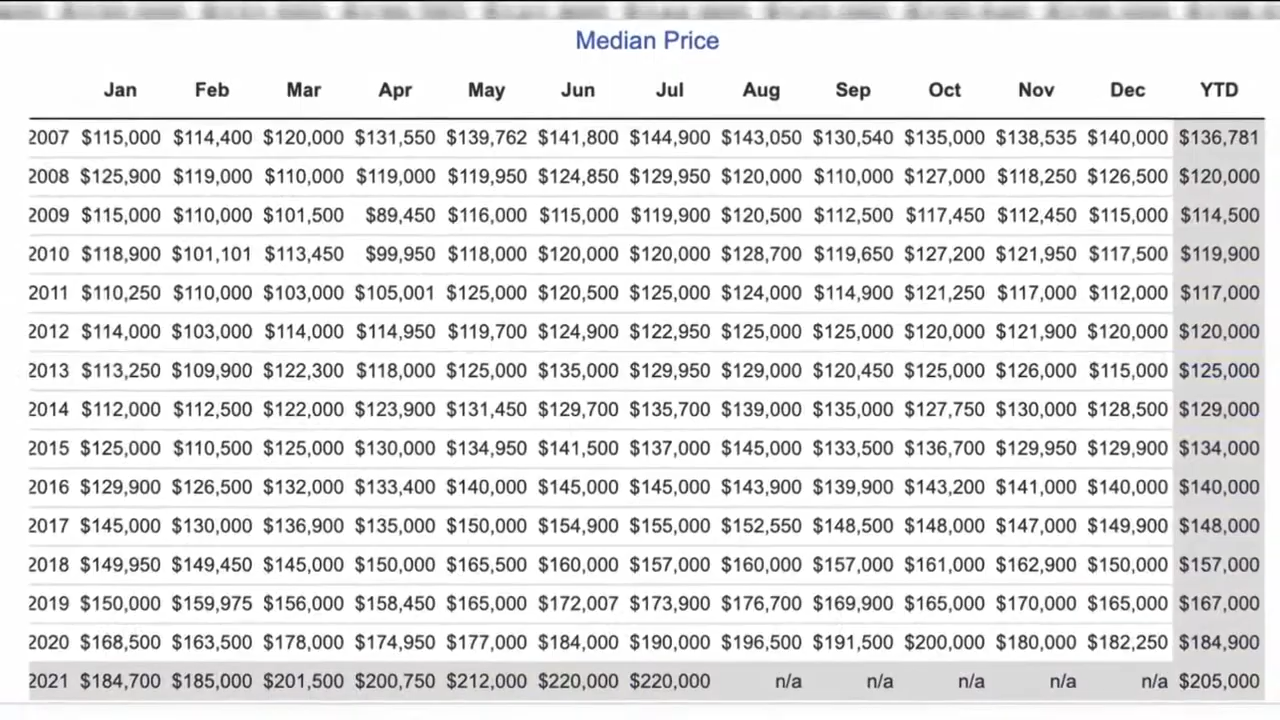 Median Price
Jan Feb Mar Apr May Jun Jul Aug Sep Oct Nov Dec YTD
2007 $115,000 $114,400 $120,000 $131,550 $139,762 $141,800 $144,900 $143,050 $130,540 $135,000 $138,535 $140,000 $136,781
2008 $125,900 $119,000 $110,000 $119,000 $119,950 $124,850 $129,950 $120,000 $110,000 $127,000 $118,250 $126,500 $120,000
2009 $115,000 $110,000 $101,500 $89,450 $116,000 $115,000 $119,900 $120,500 $112,500 $117,450 $112,450 $115,000 $114,500
2010 $118,900 $101,101 $113,450 $99,950 $118,000 $120,000 $120,000 $128,700 $119,650 $127,200 $121,950 $117,500 $119,900
2011 $110,250 $110,000 $103,000 $105,001 $125,000 $120,500 $125,000 $124,000 $114,900 $121,250 $117,000 $112,000 $117,000
2012 $114,000 $103,000 $114,000 $114,950 $119,700 $124,900 $122,950 $125,000 $125,000 $120,000 $121,900 $120,000 $120,000
2013 $113,250 $109,900 $122,300 $118,000 $125,000 $135,000 $129,950 $129,000 $120,450 $125,000 $126,000 $115,000 $125,000
2014 $112,000 $112,500 $122,000 $123,900 $131,450 $129,700 $135,700 $139,000 $135,000 $127,750 $130,000 $128,500 $129,000
2015 $125,000 $110,500 $125,000 $130,000 $134,950 $141,500 $137,000 $145,000 $133,500 $136,700 $129,950 $129,900 $134,000
2016 $129,900 $126,500 $132,000 $133,400 $140,000 $145,000 $145,000 $143,900 $139,900 $143,200 $141,000 $140,000 $140,000
2017 $145,000 $130,000 $136,900 $135,000 $150,000 $154,900 $155,000 $152,550 $148,500 $148,000 $147,000 $149,900 $148,000
2018 $149,950 $149,450 $145,000 $150,000 $165,500 $160,000 $157,000 $160,000 $157,000 $161,000 $162,900 $150,000 $157,000
2019 $150,000 $159,975 $156,000 $158,450 $165,000 $172,007 $173,900 $176,700 $169,900 $165,000 $170,000 $165,000 $167,000
2020 $168,500 $163,500 $178,000 $174,950 $177,000 $184,000 $190,000 $196,500 $191,500 $200,000 $180,000 $182,250 $184,900
2021 $184,700 $185,000 $201,500 $200,750 $212,000 $220,000 $220,000 n/a n/a n/a n/a n/a $205,000